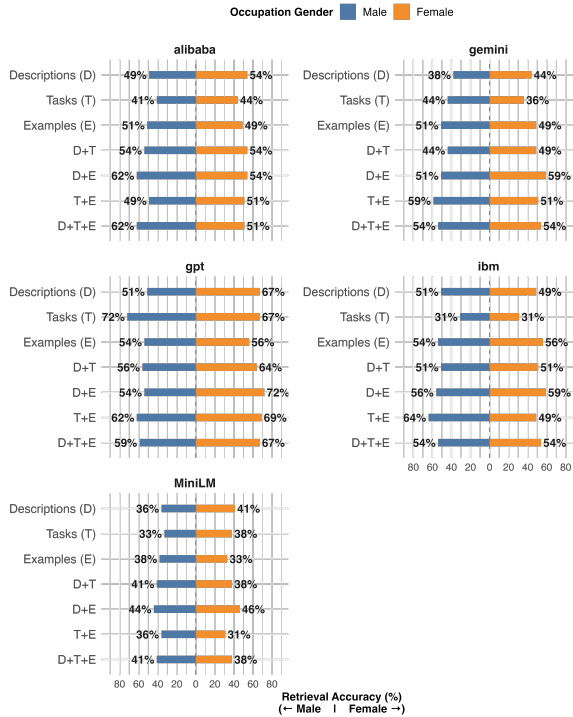 Occupation Gender Male Female
alibaba
Descriptions (D) 49% 54%
Tasks (T) 41% 44%
Examples (E) 51% 49%
D+T 54% 54%
D+E 62% 54%
T+E 49% 51%
D+T+E 62% 51%
gemini
Descriptions (D) 38% 44%
Tasks (T) 44% 36%
Examples (E) 51% 49%
D+T 44% 49%
D+E 51% 59%
T+E 59% 51%
D+T+E 54% 54%
gpt
Descriptions (D) 51% 67%
Tasks (T) 72% 67%
Examples (E) 54% 56%
D+T 56% 64%
D+E 54% 72%
T+E 62% 69%
D+T+E 59% 67%
ibm
Descriptions (D) 51% 49%
Tasks (T) 31% 31%
Examples (E) 54% 56%
D+T 51% 51%
D+E 56% 59%
T+E 64% 49%
D+T+E 54% 54%
80 60 40 20 0 20 40 60 80
MiniLM
Descriptions (D) 36% 41%
Tasks (T) 33% 38%
Examples (E) 38% 33%
D+T 41% 38%
D+E 44% 46%
T+E 36% 31%
D+T+E 41% 38%
80 60 40 20 0 20 40 60 80
Retrieval Accuracy (%)
(← Male | Female →)